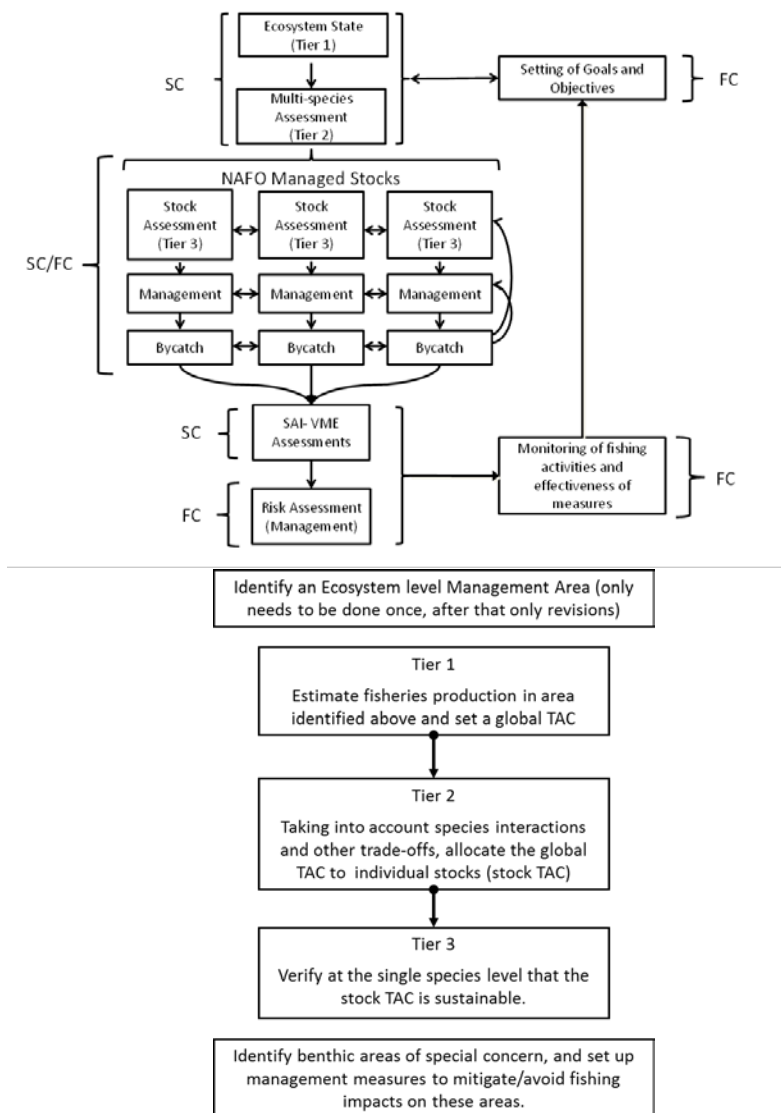 Ecosystem State
(Tier 1)
SC
Setting of Goals and
Objectives
FC
Multi-species
Assessment
(Tier 2)
NAFO Managed Stocks
Stock
Assessment
(Tier 3)
Stock
Assessment
(Tier 3)
Stock
Assessment
(Tier 3)
SC/FC
Management
Management
Management
Bycatch
Bycatch
Bycatch
SC
SAI- VME
Assessments
Monitoring of fishing
activities and
effectiveness of
measures
FC
FC
Risk Assessment
(Management)
Identify an Ecosystem level Management Area (only
needs to be done once, after that only revisions)
Tier 1
Estimate fisheries production in area
identified above and set a global TAC
Tier 2
Taking into account species interactions
and other trade-offs, allocate the global
TAC to individual stocks (stock TAC)
Tier 3
Verify at the single species level that the
stock TAC is sustainable.
Identify benthic areas of special concern, and set up
management measures to mitigate/avoid fishing
impacts on these areas.